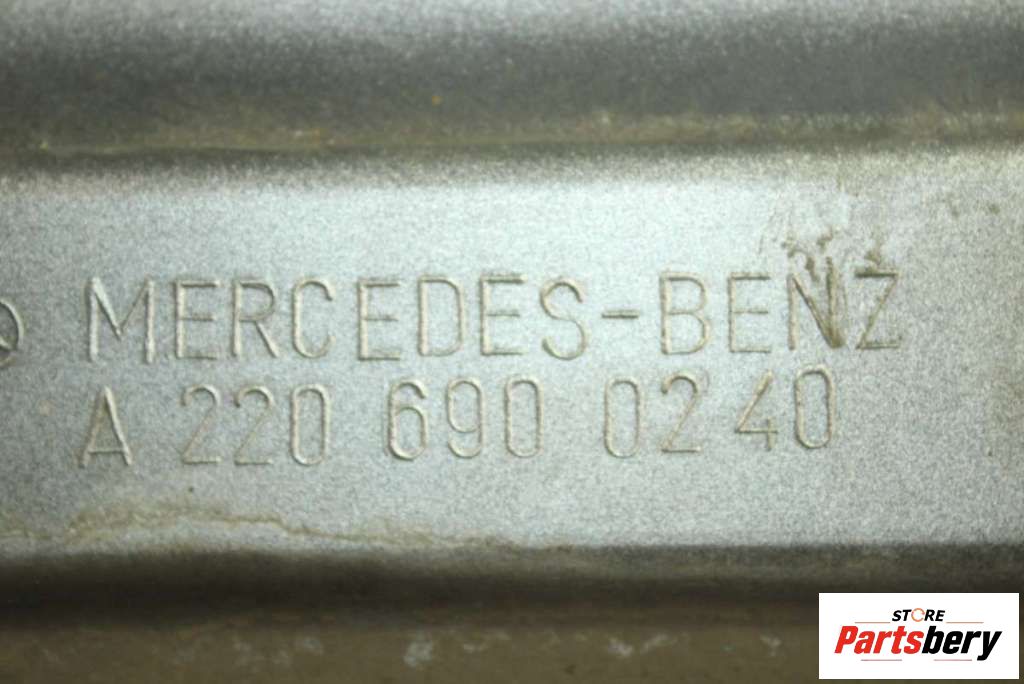 MERCEDES-BENZ
A 220 690 02 40
STORE
Partsbery